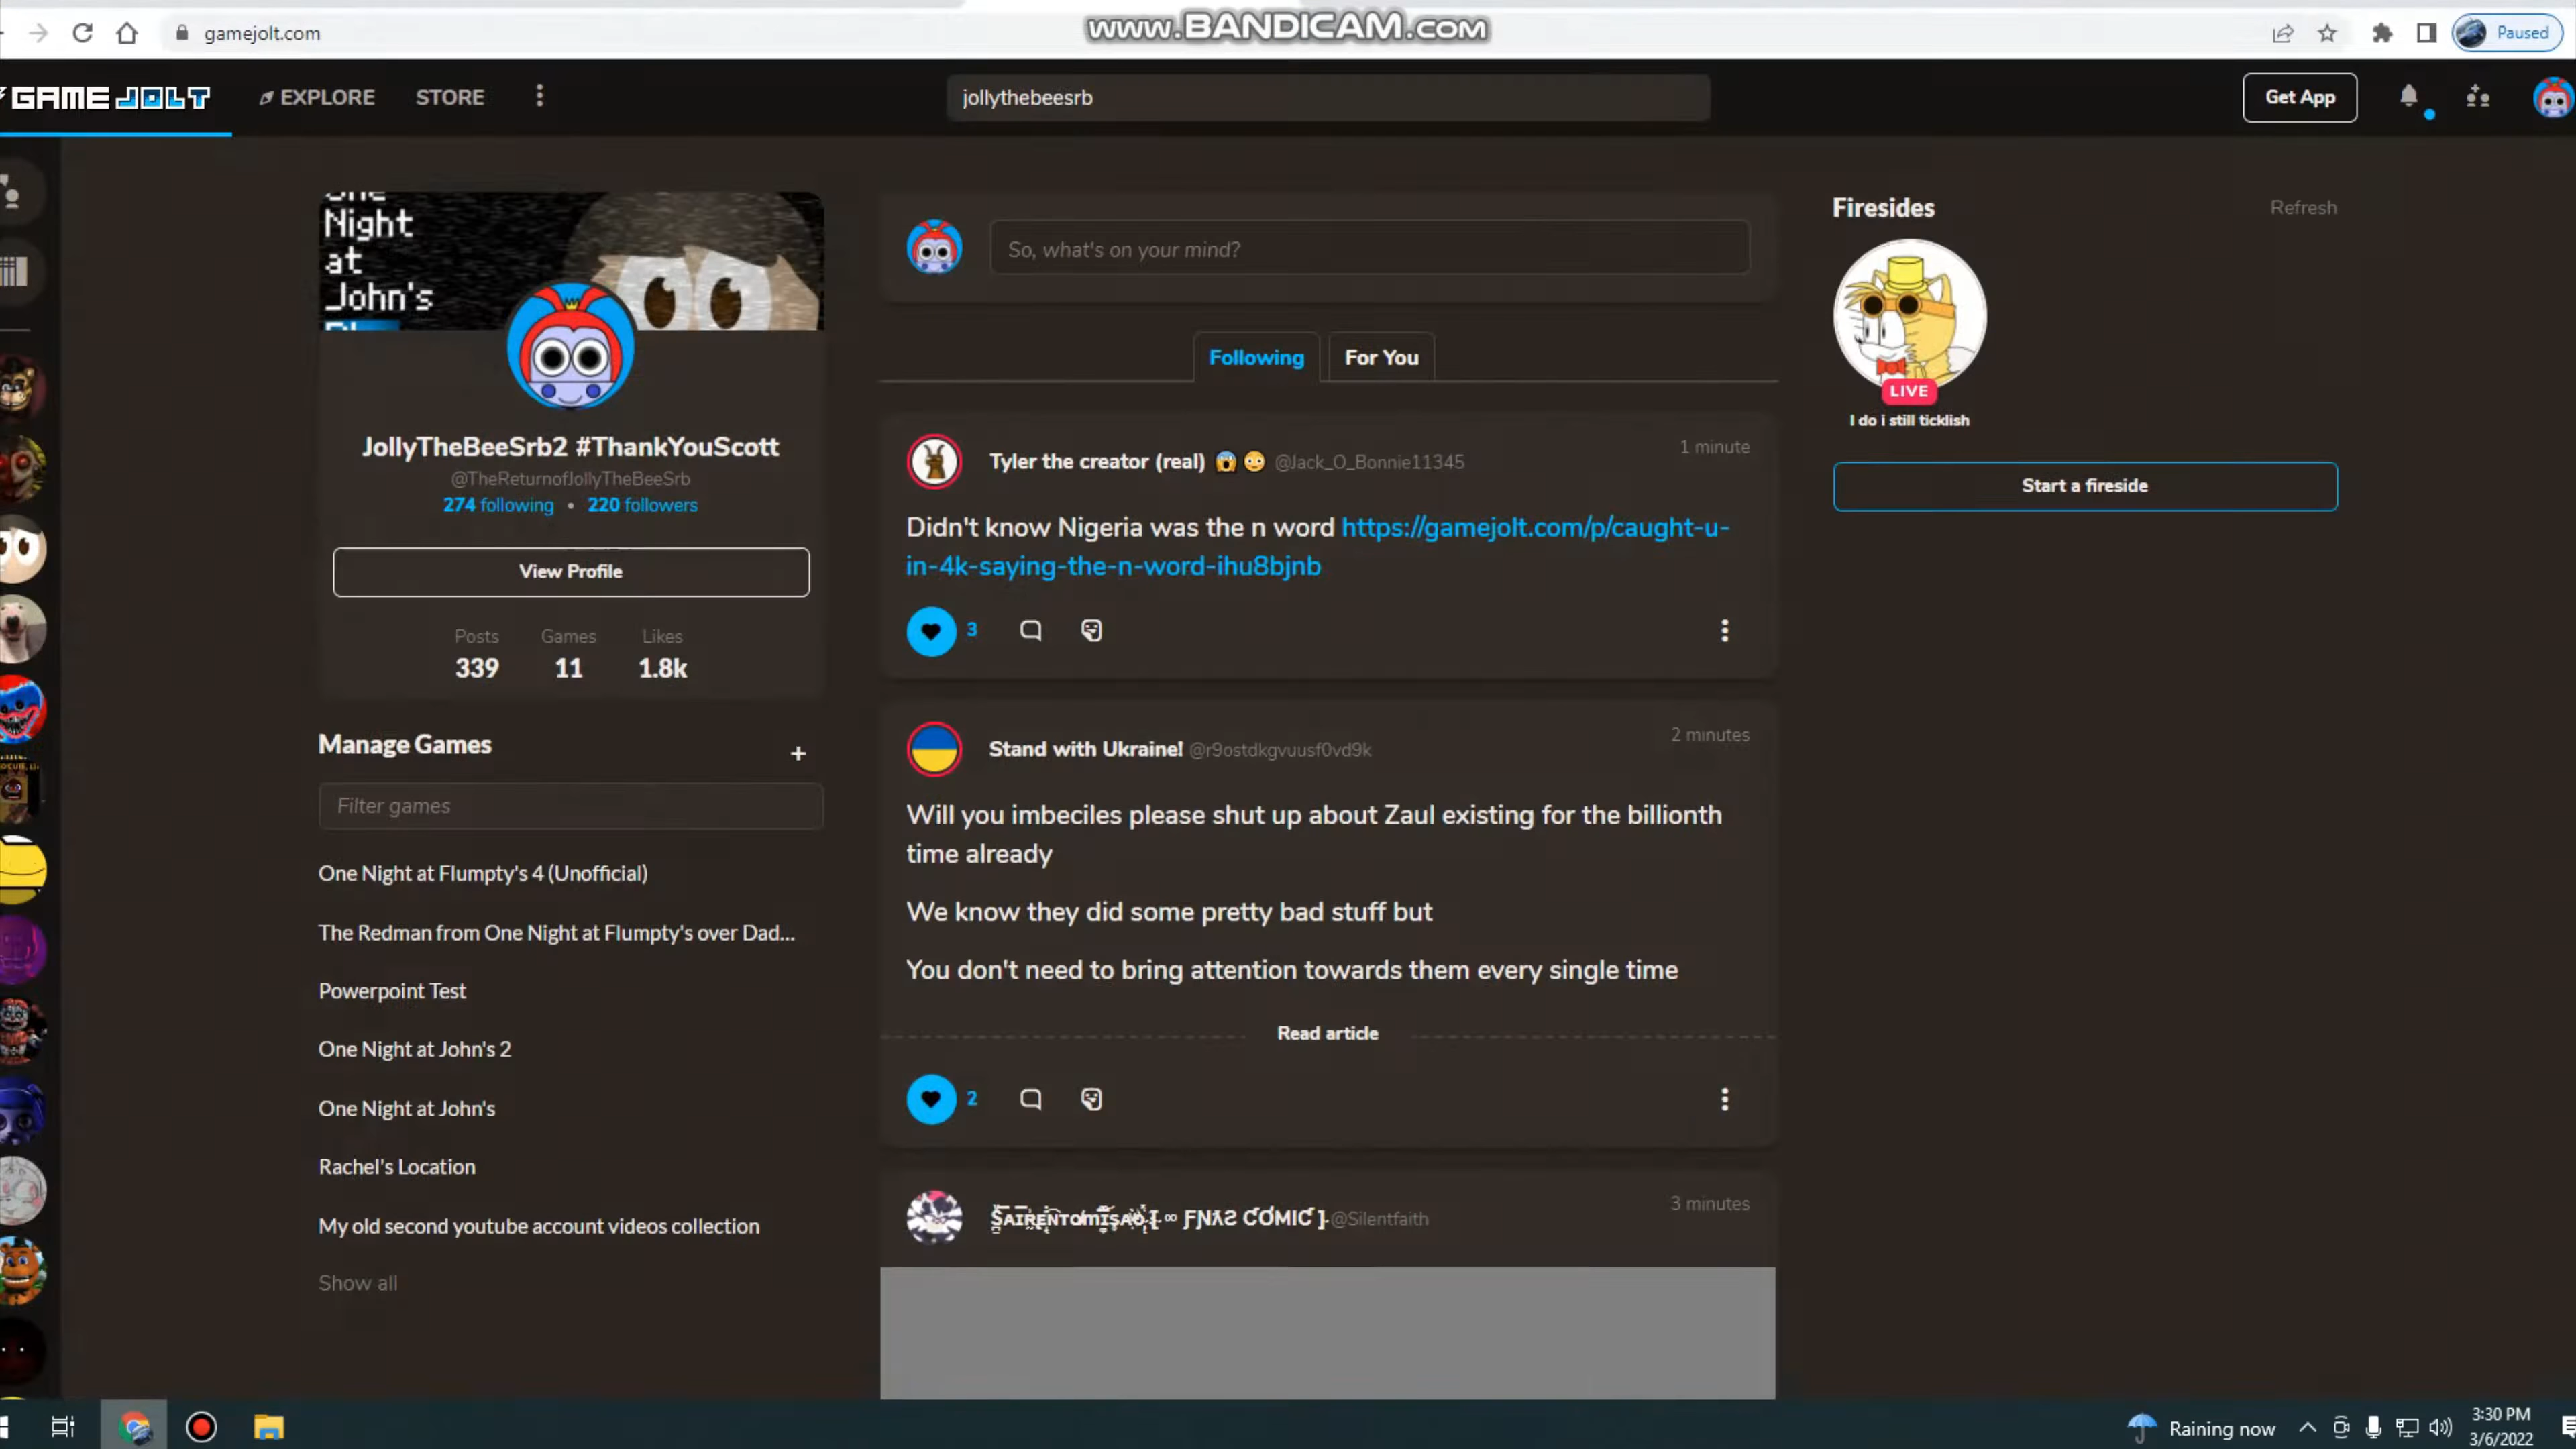 www.BANDICAM.com
gamejolt.com
Paused
GAME JOLT
EXPLORE
STORE
jollythebeesrb
Get App
Night
at
John's
JollyTheBeeSrb2 #ThankYouScott
@TheReturnofJollyTheBeeSrb
274 following • 220 followers
View Profile
Posts Games Likes
339 11 1.8k
Manage Games
+
Filter games
One Night at Flumpty's 4 (Unofficial)
The Redman from One Night at Flumpty's over Dad...
Powerpoint Test
One Night at John's 2
One Night at John's
Rachel's Location
My old second youtube account videos collection
Show all
So, what's on your mind?
Following
For You
Tyler the creator (real) 😱 😳 @Jack_O_Bonnie11345
1 minute
Didn't know Nigeria was the n word https://gamejolt.com/p/caught-u-
in-4k-saying-the-n-word-ihu8bjnb
3
Stand with Ukraine! @r9ostdkgvuusf0vd9k
2 minutes
Will you imbeciles please shut up about Zaul existing for the billionth
time already
We know they did some pretty bad stuff but
You don't need to bring attention towards them every single time
Read article
2
@Silentfaith
3 minutes
Firesides
Refresh
LIVE
I do i still ticklish
Start a fireside
Raining now
3:30 PM
3/6/2022